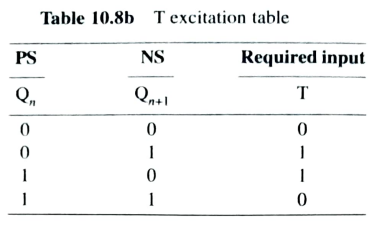 Table 10.8b T excitation table
PS NS Required input
Qn Qn+1 T
0 0 0
0 1 1
1 0 1
1 1 0